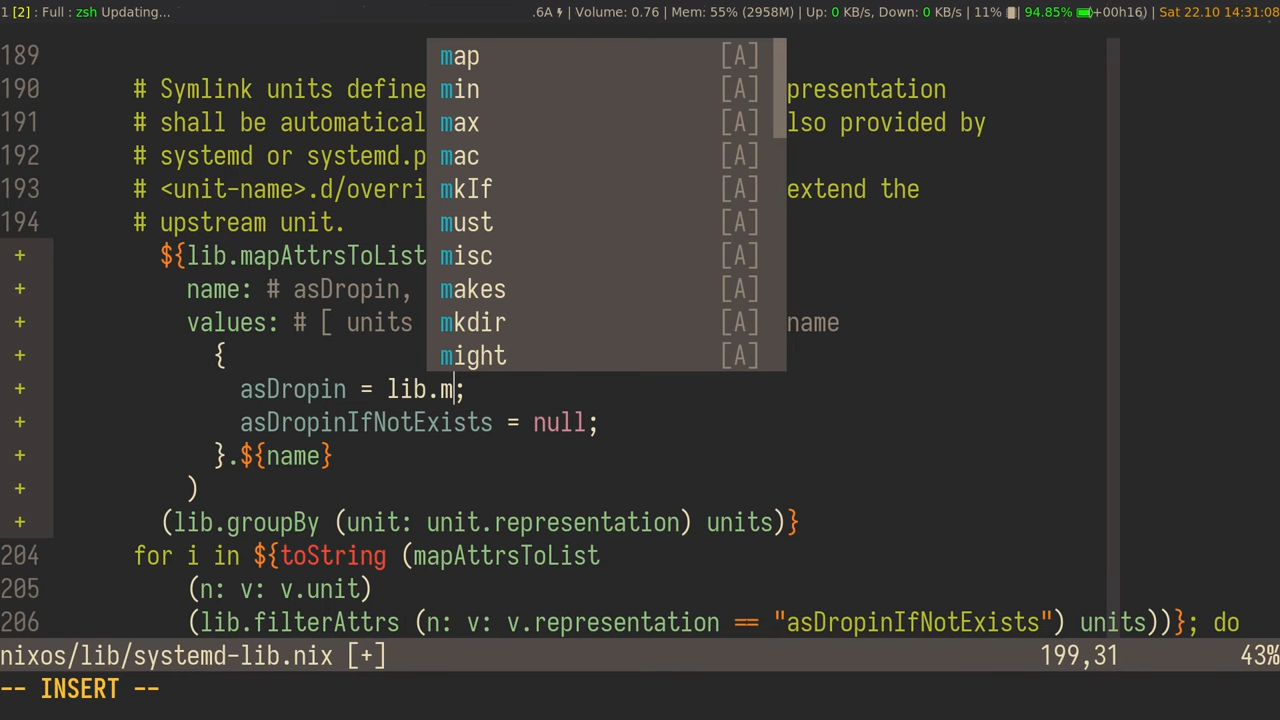 1 [2] : Full : zsh Updating... .6A | Volume: 0.76 | Mem: 55% (2958M) | Up: 0 KB/s, Down: 0 KB/s | 11% | 94.85% +00h16 | Sat 22.10 14:31:08
189 map [A]
190 # Symlink units define min [A] presentation
191 # shall be automatical max [A] lso provided by
192 # systemd or systemd.p mac [A]
193 # <unit-name>.d/overri mkIf [A] extend the
194 # upstream unit. must [A]
+ ${lib.mapAttrsToList misc [A]
+ name: # asDropin, makes [A]
+ values: # [ units mkdir [A] name
+ { might [A]
+ asDropin = lib.m;
+ asDropinIfNotExists = null;
+ }.${name}
+ )
+ (lib.groupBy (unit: unit.representation) units)}
204 for i in ${toString (mapAttrsToList
205 (n: v: v.unit)
206 (lib.filterAttrs (n: v: v.representation == "asDropinIfNotExists") units))}; do
nixos/lib/systemd-lib.nix [+] 199,31 43%
-- INSERT --